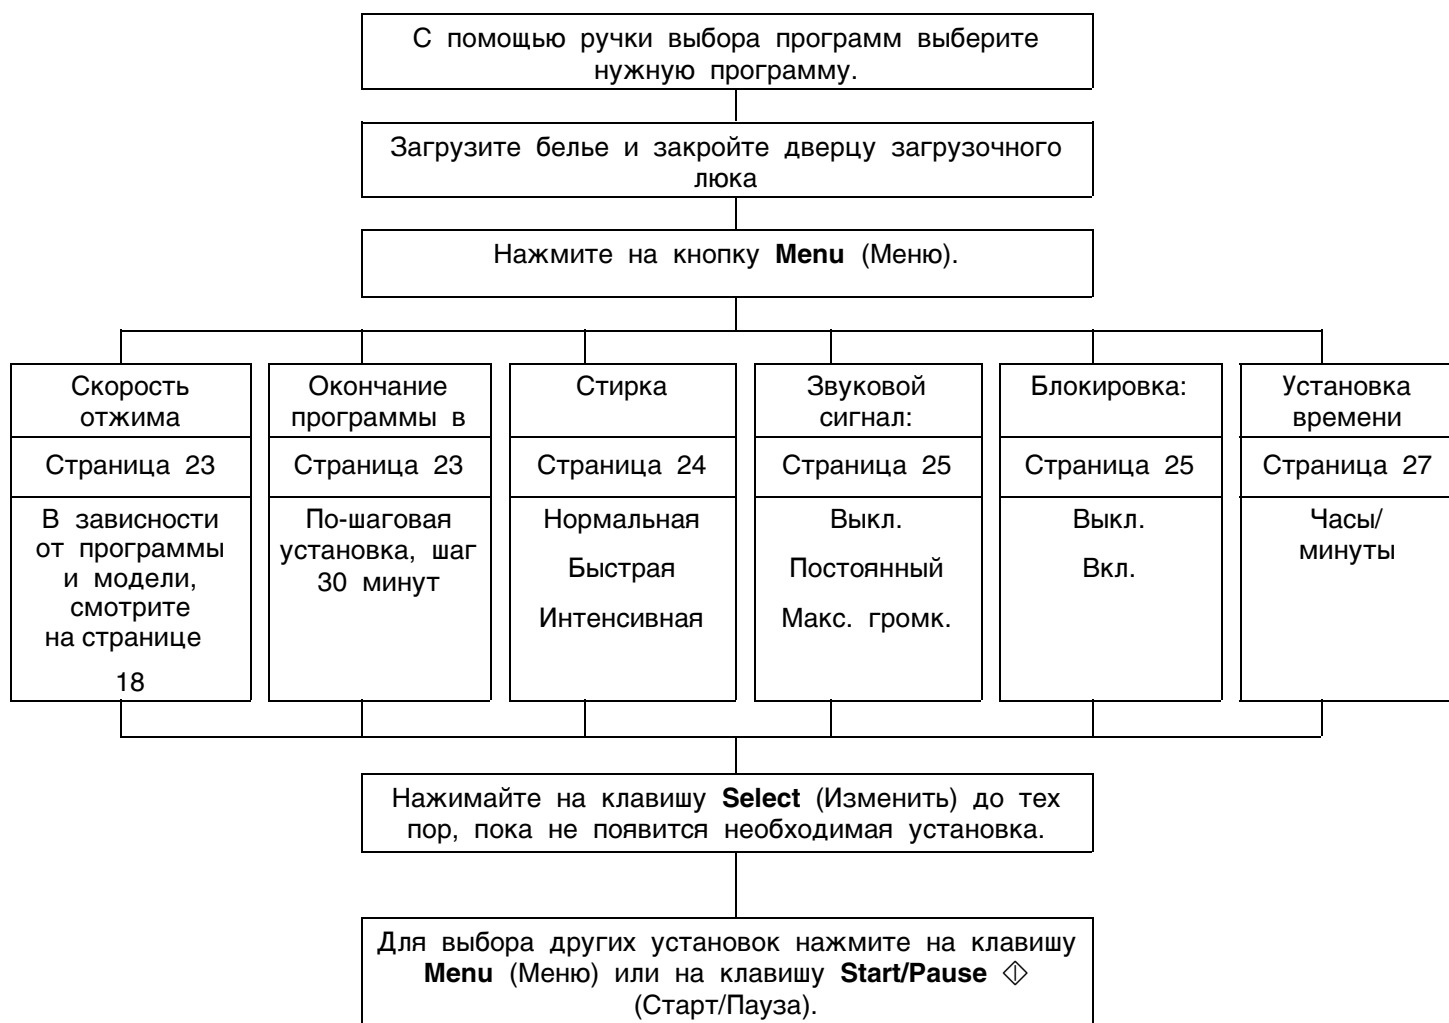 С помощью ручки выбора программ выберите
нужную программу.
Загрузите белье и закройте дверцу загрузочного
люка
Нажмите на кнопку Menu (Меню).
Скорость
отжима
Страница 23
В зависности
от программы
и модели,
смотрите
на странице
18
Окончание
программы в
Страница 23
По-шаговая
установка, шаг
30 минут
Стирка
Страница 24
Нормальная
Быстрая
Интенсивная
Звуковой
сигнал:
Страница 25
Выкл.
Постоянный
Макс. громк.
Блокировка:
Страница 25
Выкл.
Вкл.
Установка
времени
Страница 27
Часы/
минуты
Нажимайте на клавишу Select (Изменить) до тех
пор, пока не появится необходимая установка.
Для выбора других установок нажмите на клавишу
Menu (Меню) или на клавишу Start/Pause
(Старт/Пауза).